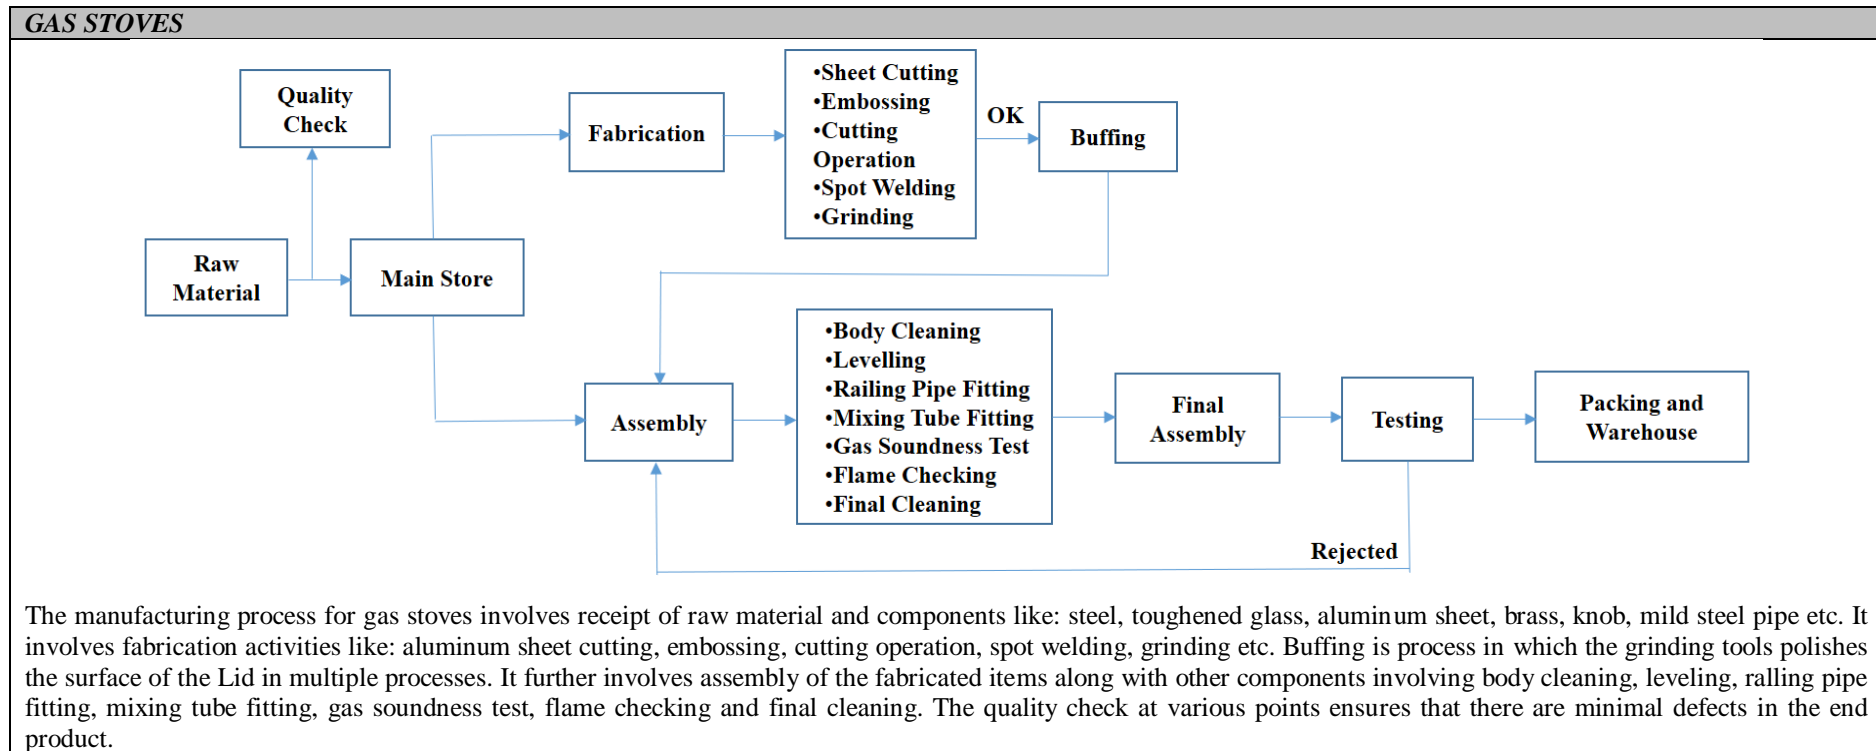 GAS STOVES
Quality
Check
Raw
Material
Main Store
Fabrication
•Sheet Cutting
•Embossing
•Cutting
Operation
•Spot Welding
•Grinding
OK
Buffing
Assembly
•Body Cleaning
•Levelling
•Railing Pipe Fitting
•Mixing Tube Fitting
•Gas Soundness Test
•Flame Checking
•Final Cleaning
Final
Assembly
Testing
Packing and
Warehouse
Rejected
The manufacturing process for gas stoves involves receipt of raw material and components like: steel, toughened glass, aluminum sheet, brass, knob, mild steel pipe etc. It
involves fabrication activities like: aluminum sheet cutting, embossing, cutting operation, spot welding, grinding etc. Buffing is process in which the grinding tools polishes
the surface of the Lid in multiple processes. It further involves assembly of the fabricated items along with other components involving body cleaning, leveling, ralling pipe
fitting, mixing tube fitting, gas soundness test, flame checking and final cleaning. The quality check at various points ensures that there are minimal defects in the end
product.